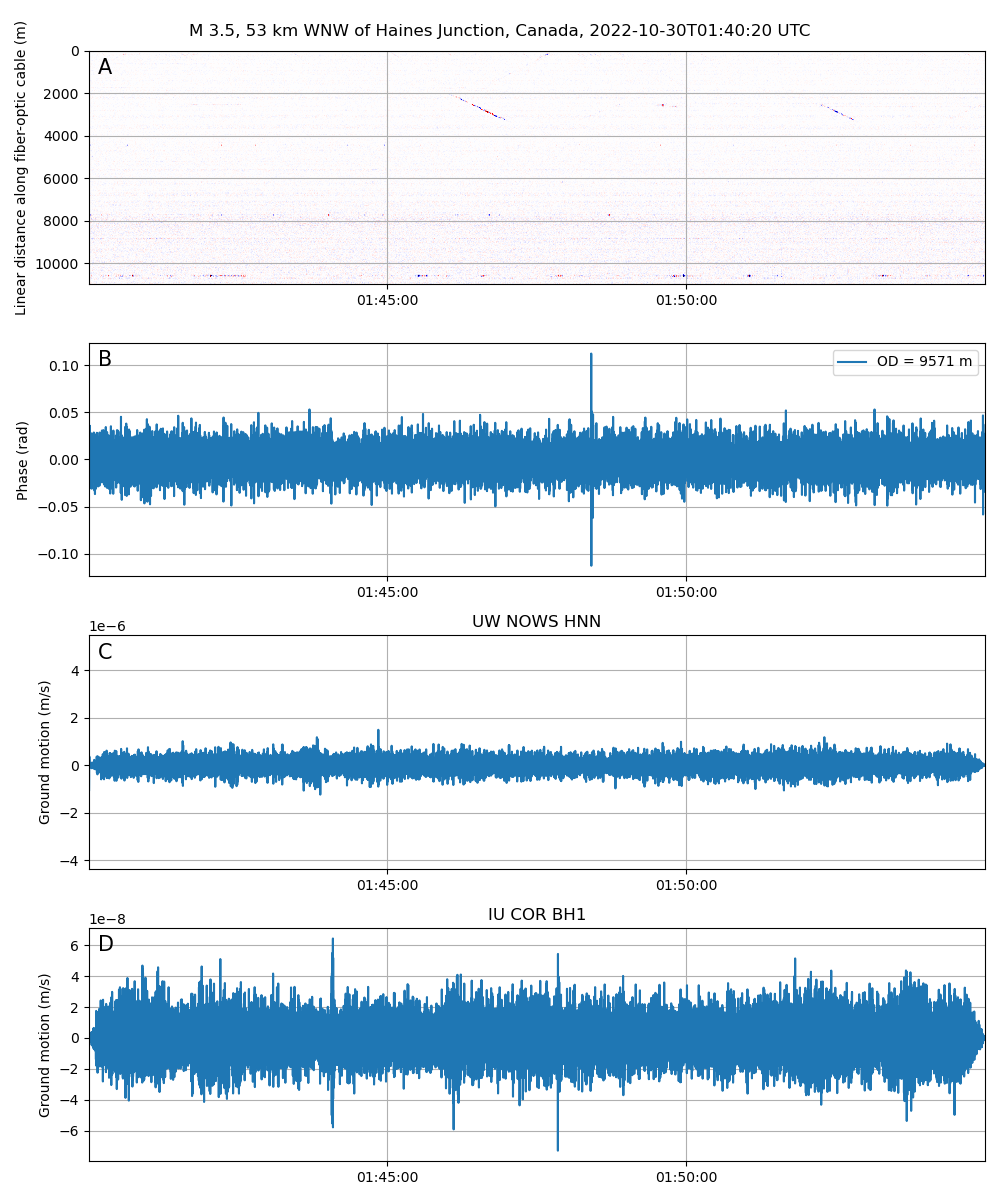 M 3.5, 53 km WNW of Haines Junction, Canada, 2022-10-30T01:40:20 UTC
A
Linear distance along fiber-optic cable (m)
0
2000
4000
6000
8000
10000
01:45:00 01:50:00
B
OD = 9571 m
Phase (rad)
0.10
0.05
0.00
−0.05
−0.10
01:45:00 01:50:00
UW NOWS HNN
1e−6
C
Ground motion (m/s)
4
2
0
−2
−4
01:45:00 01:50:00
IU COR BH1
1e−8
D
Ground motion (m/s)
6
4
2
0
−2
−4
−6
01:45:00 01:50:00